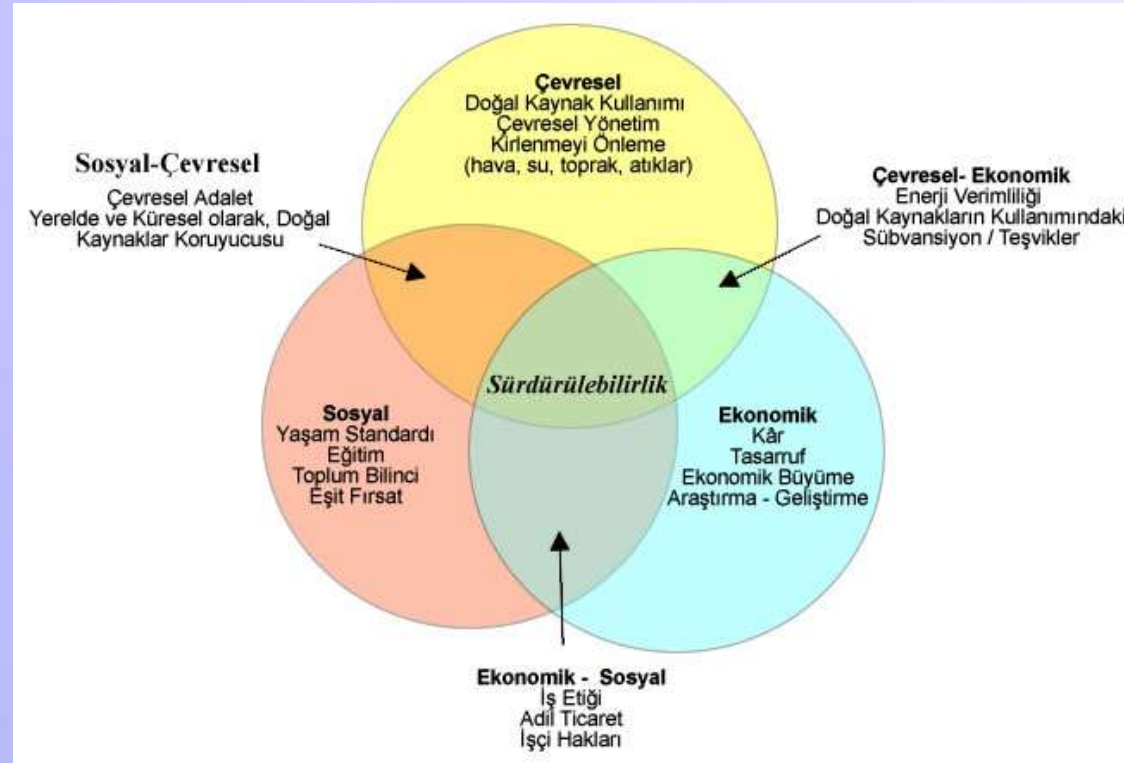 Çevresel
Doğal Kaynak Kullanımı
Çevresel Yönetim
Kirlenmeyi Önleme
(hava, su, toprak, atıklar)
Sosyal-Çevresel
Çevresel Adalet
Yerelde ve Küresel olarak, Doğal
Kaynaklar Koruyucusu
Çevresel- Ekonomik
Enerji Verimliliği
Doğal Kaynakların Kullanımındaki
Sübvansiyon / Teşvikler
Sürdürülebilirlik
Sosyal
Yaşam Standardı
Eğitim
Toplum Bilinci
Eşit Fırsat
Ekonomik
Kâr
Tasarruf
Ekonomik Büyüme
Araştırma - Geliştirme
Ekonomik - Sosyal
İş Etiği
Adil Ticaret
İşçi Hakları